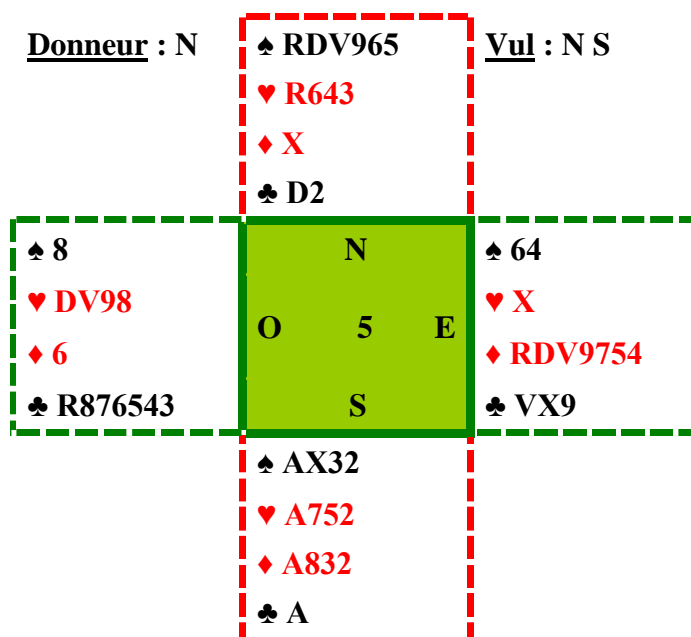 Donneur : N
♠ RDV965
Vul : N S
♥ R643
♦ X
♣ D2
♠ 8
♥ DV98
♦ 6
♣ R876543
N
O 5 E
S
♠ 64
♥ X
♦ RDV9754
♣ VX9
♠ AX32
♥ A752
♦ A832
♣ A